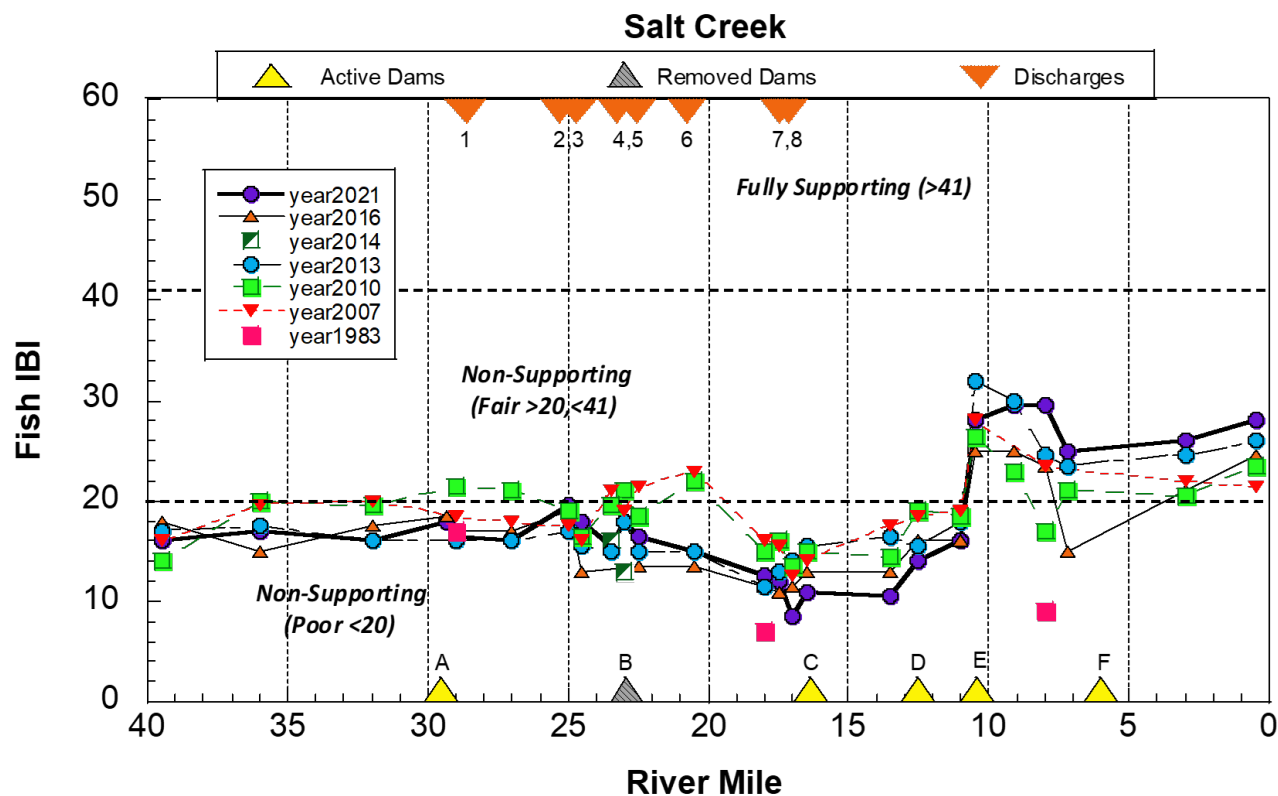 Salt Creek
Active Dams
Removed Dams
Discharges
60
50
40
30
20
10
0
Fish IBI
1
2,3
4,5
6
7,8
year2021
year2016
year2014
year2013
year2010
year2007
year1983
Fully Supporting (>41)
Non-Supporting
(Fair >20,<41)
Non-Supporting
(Poor <20)
A
B
C
D
E
F
40
35
30
25
20
15
10
5
0
River Mile